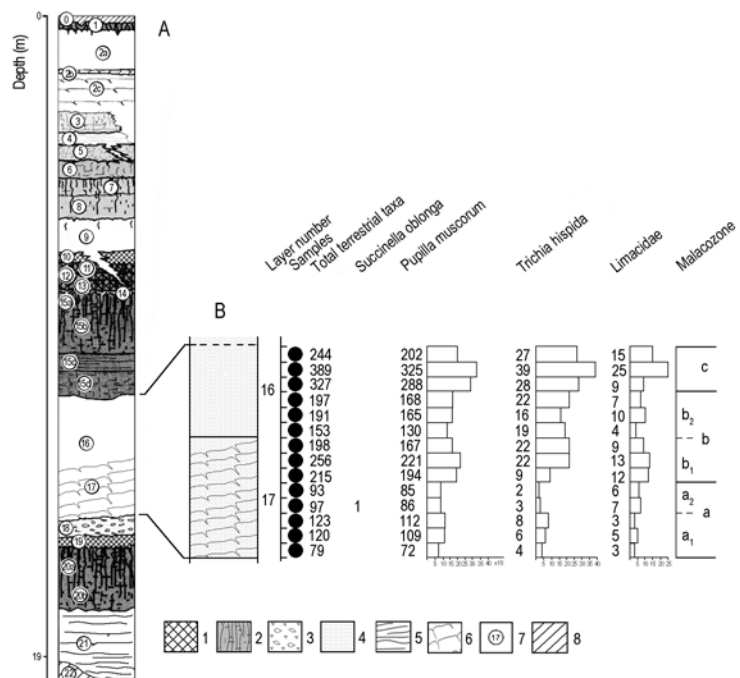 0
Depth (m)
19
A
0
1
2a
2b
2c
3
4
5
6
7
8
9
10
11
12
13
14
15a
15b
15c
15d
16
17
18
19
20a
20b
21
22
B
Layer number
Samples
Total terrestrial taxa
Succinella oblonga
Pupilla muscorum
Trichia hispida
Limacidae
Malacozone
16
17
244 202 27 15
389 325 39 25
327 288 28 9
197 168 22 7
191 165 16 10
153 130 19 4
198 167 22 9
256 221 22 13
215 194 9 12
93 85 2 6
97 1 86 3 7
123 112 8 3
120 109 6 5
79 72 4 3
c
b2
b
b1
a2
a
a1
5 10 15 20 25 30 35 40 x10
5 10 15 20 25 30 35 40
5 10 15 20 25
1 2 3 4 5 6 17 7 8